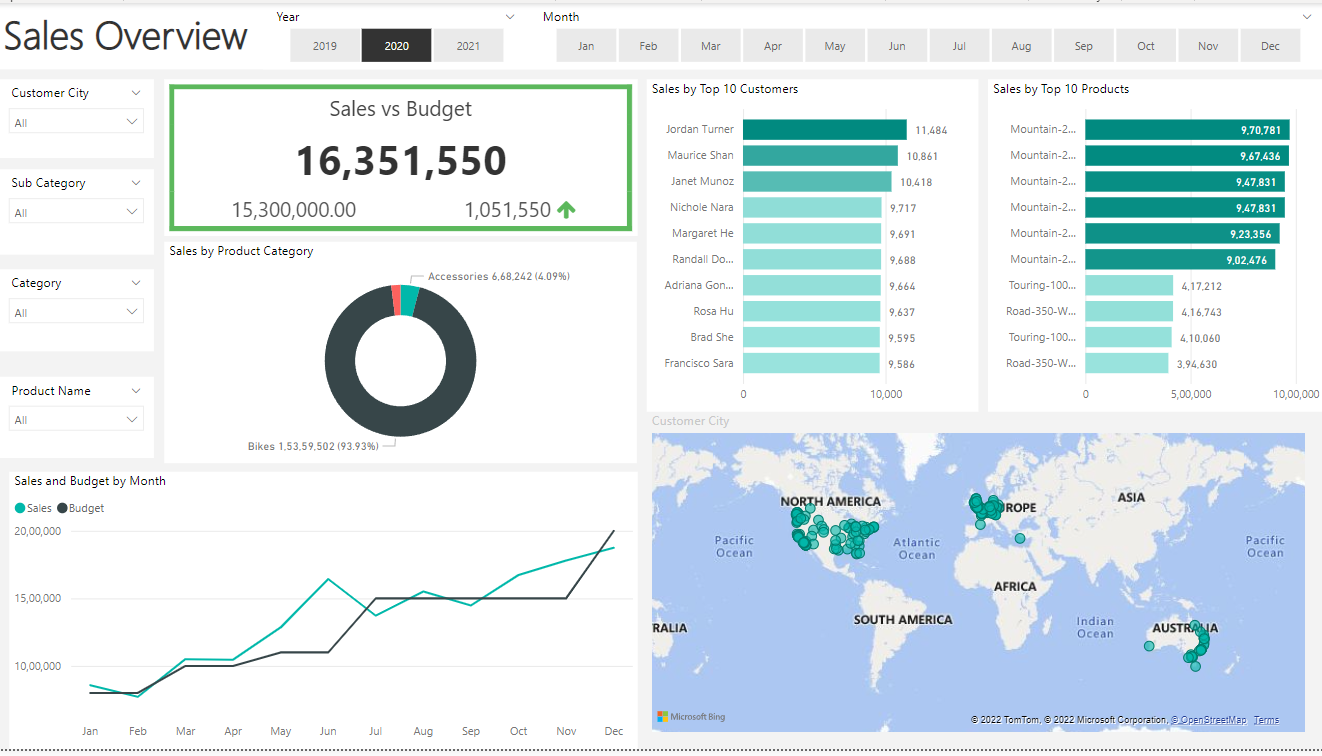 Sales Overview
Year
2019 2020 2021
Month
Jan Feb Mar Apr May Jun Jul Aug Sep Oct Nov Dec
Customer City
All
Sub Category
All
Category
All
Product Name
All
Sales vs Budget
16,351,550
15,300,000.00 1,051,550
Sales by Product Category
Accessories 6,68,242 (4.09%)
Bikes 1,53,59,502 (93.93%)
Sales by Top 10 Customers
Jordan Turner 11,484
Maurice Shan 10,861
Janet Munoz 10,418
Nichole Nara 9,717
Margaret He 9,691
Randall Do... 9,688
Adriana Gon... 9,664
Rosa Hu 9,637
Brad She 9,595
Francisco Sara 9,586
0 10,000
Sales by Top 10 Products
Mountain-2... 9,70,781
Mountain-2... 9,67,436
Mountain-2... 9,47,831
Mountain-2... 9,47,831
Mountain-2... 9,23,356
Mountain-2... 9,02,476
Touring-100... 4,17,212
Road-350-W... 4,16,743
Touring-100... 4,10,060
Road-350-W... 3,94,630
0 5,00,000 10,00,000
Sales and Budget by Month
Sales Budget
20,00,000
15,00,000
10,00,000
Jan Feb Mar Apr May Jun Jul Aug Sep Oct Nov Dec
Customer City
NORTH AMERICA
ROPE
ASIA
Pacific
Ocean
Atlantic
Ocean
Pacific
Ocean
AFRICA
SOUTH AMERICA
Indian
Ocean
RALIA
AUSTRALIA
Microsoft Bing
© 2022 TomTom, © 2022 Microsoft Corporation, © OpenStreetMap Terms